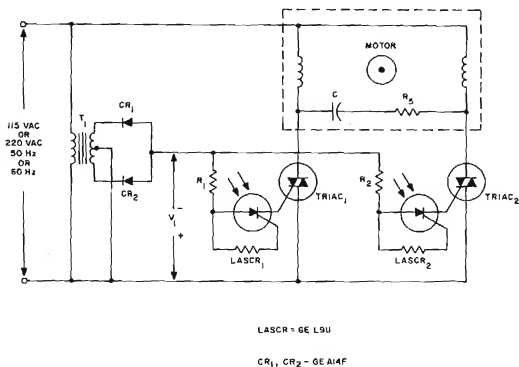 MOTOR
C
R5
115 VAC
OR
220 VAC
50 Hz
OR
60 Hz
T1
CR1
CR2
V1
−
+
R1
LASCR1
TRIAC1
R2
LASCR2
TRIAC2
LASCR = GE L9U
CR1, CR2 - GE A14F